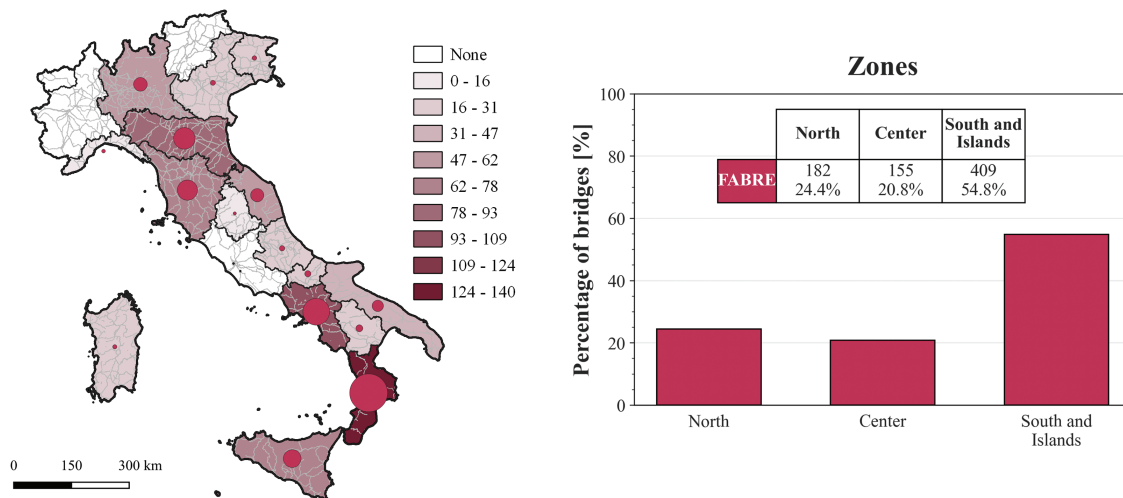 None
0 - 16
16 - 31
31 - 47
47 - 62
62 - 78
78 - 93
93 - 109
109 - 124
124 - 140
0 150 300 km
Zones
Percentage of bridges [%]
100
80
60
40
20
0
North Center South and
Islands
FABRE 182 155 409
24.4% 20.8% 54.8%
North Center South and
Islands